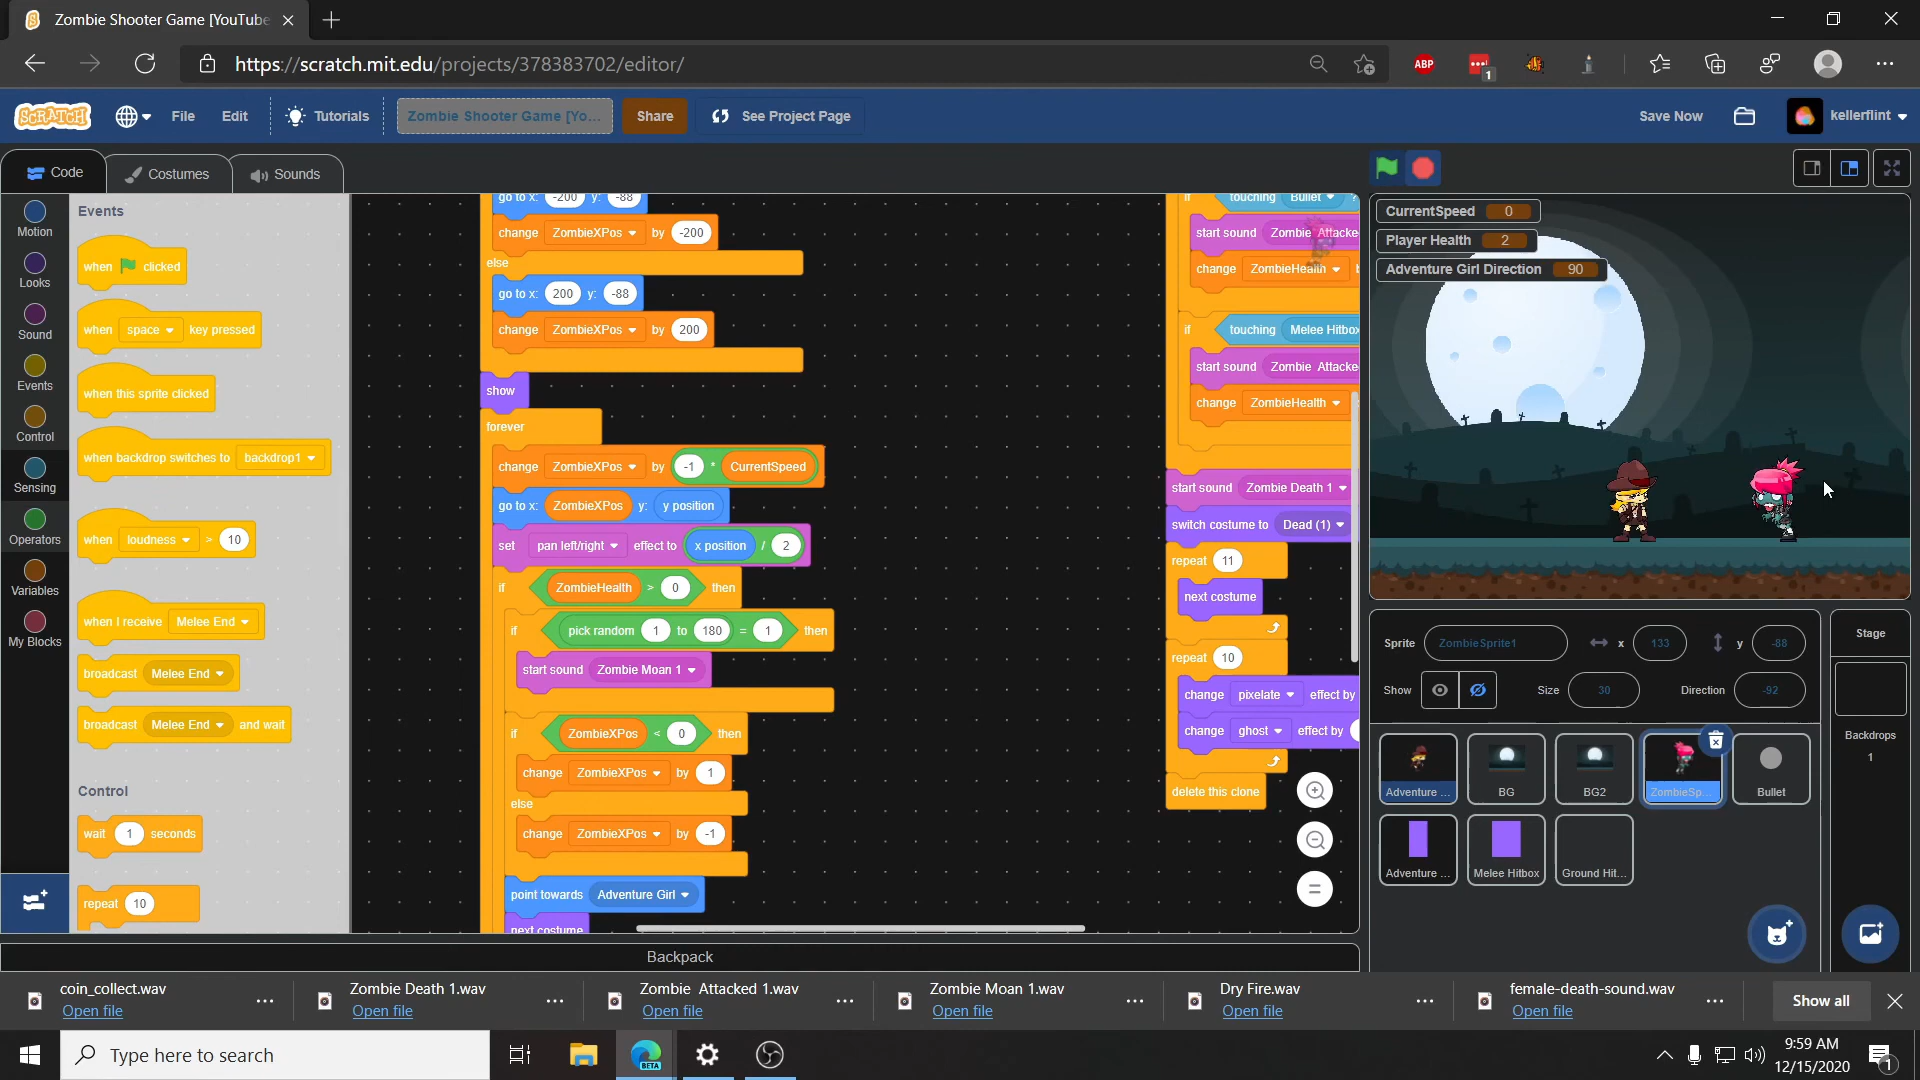 Zombie Shooter Game [YouTube
https://scratch.mit.edu/projects/378383702/editor/
ABP
1
SCRATCH
File
Edit
Tutorials
Zombie Shooter Game [Yo...
Share
See Project Page
Save Now
kellerflint
Code
Costumes
Sounds
Motion
Looks
Sound
Events
Control
Sensing
Operators
Variables
My Blocks
Events
when clicked
when space key pressed
when this sprite clicked
when backdrop switches to backdrop1
when loudness > 10
when I receive Melee End
broadcast Melee End
broadcast Melee End and wait
Control
wait 1 seconds
repeat 10
go to x: -200 y: -88
change ZombieXPos by -200
else
go to x: 200 y: -88
change ZombieXPos by 200
show
forever
change ZombieXPos by -1 * CurrentSpeed
go to x: ZombieXPos y: y position
set pan left/right effect to x position / 2
if ZombieHealth > 0 then
if pick random 1 to 180 = 1 then
start sound Zombie Moan 1
if ZombieXPos < 0 then
change ZombieXPos by 1
else
change ZombieXPos by -1
point towards Adventure Girl
next costume
if touching Bullet ?
start sound Zombie Attacke
change ZombieHealth b
if touching Melee Hitbox
start sound Zombie Attacke
change ZombieHealth
start sound Zombie Death 1
switch costume to Dead (1)
repeat 11
next costume
repeat 10
change pixelate effect by
change ghost effect by
delete this clone
Backpack
CurrentSpeed 0
Player Health 2
Adventure Girl Direction 90
Sprite ZombieSprite1 x 133 y -88
Show Size 30 Direction -92
Adventure ...
BG
BG2
ZombieSp...
Bullet
Adventure ...
Melee Hitbox
Ground Hit...
Stage
Backdrops
1
coin_collect.wav
Open file
Zombie Death 1.wav
Open file
Zombie Attacked 1.wav
Open file
Zombie Moan 1.wav
Open file
Dry Fire.wav
Open file
female-death-sound.wav
Open file
Show all
Type here to search
BETA
9:59 AM
12/15/2020
1